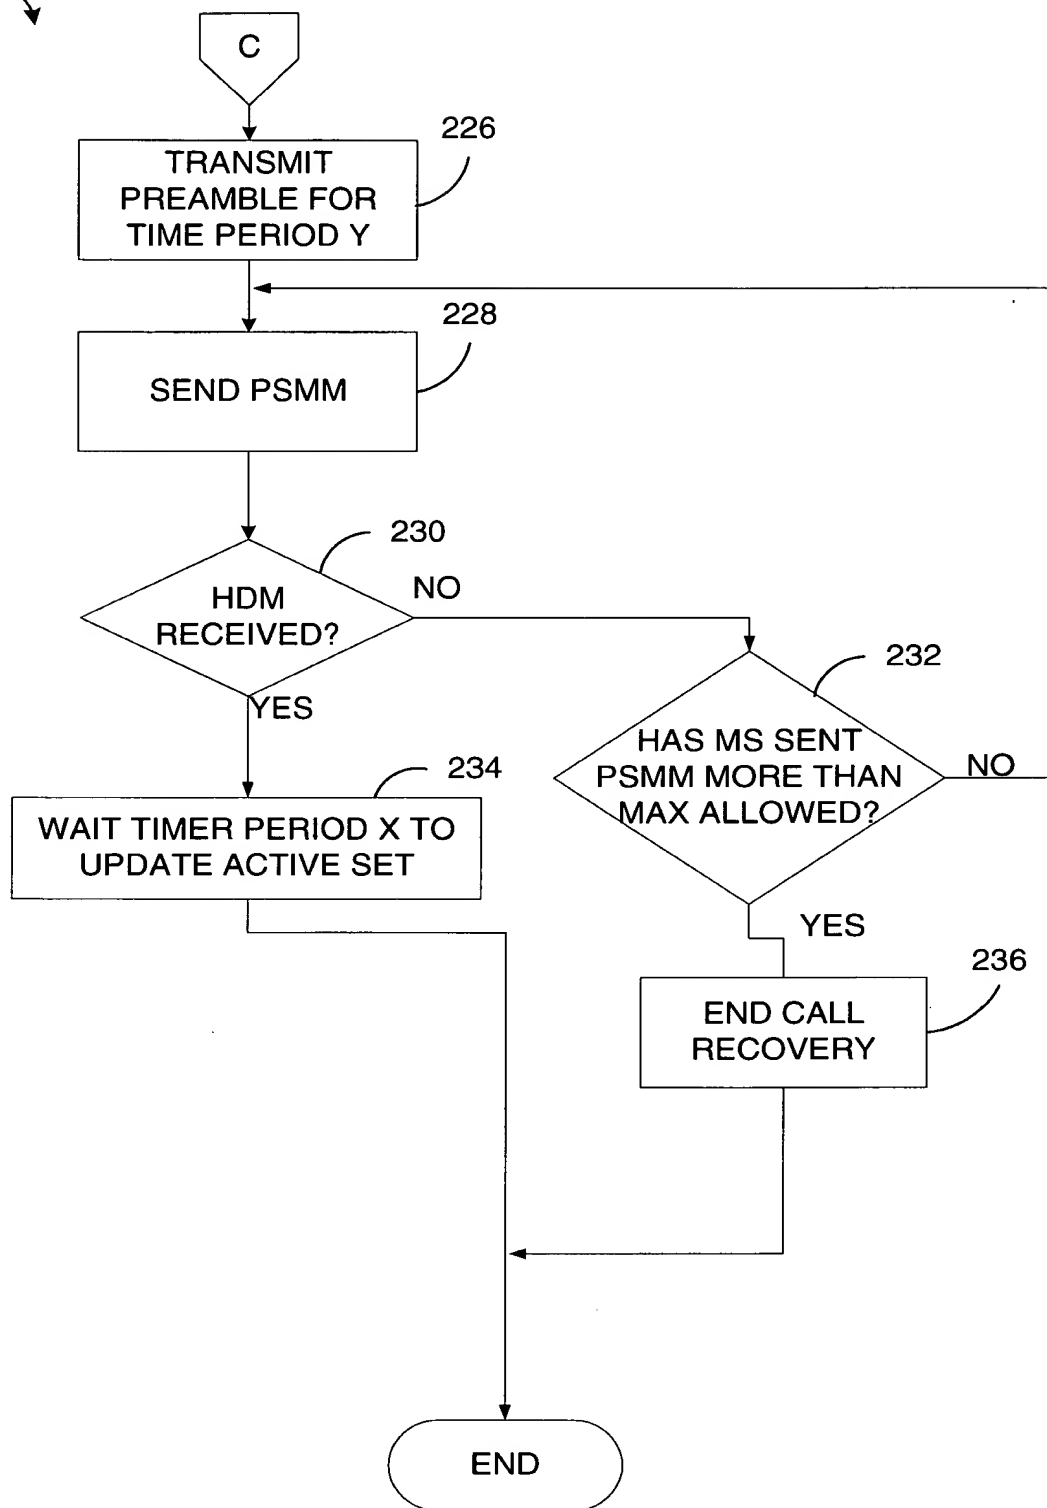 C
226
TRANSMIT
PREAMBLE FOR
TIME PERIOD Y
228
SEND PSMM
230
HDM
RECEIVED?
NO
YES
232
HAS MS SENT
PSMM MORE THAN
MAX ALLOWED?
NO
YES
234
WAIT TIMER PERIOD X TO
UPDATE ACTIVE SET
236
END CALL
RECOVERY
END